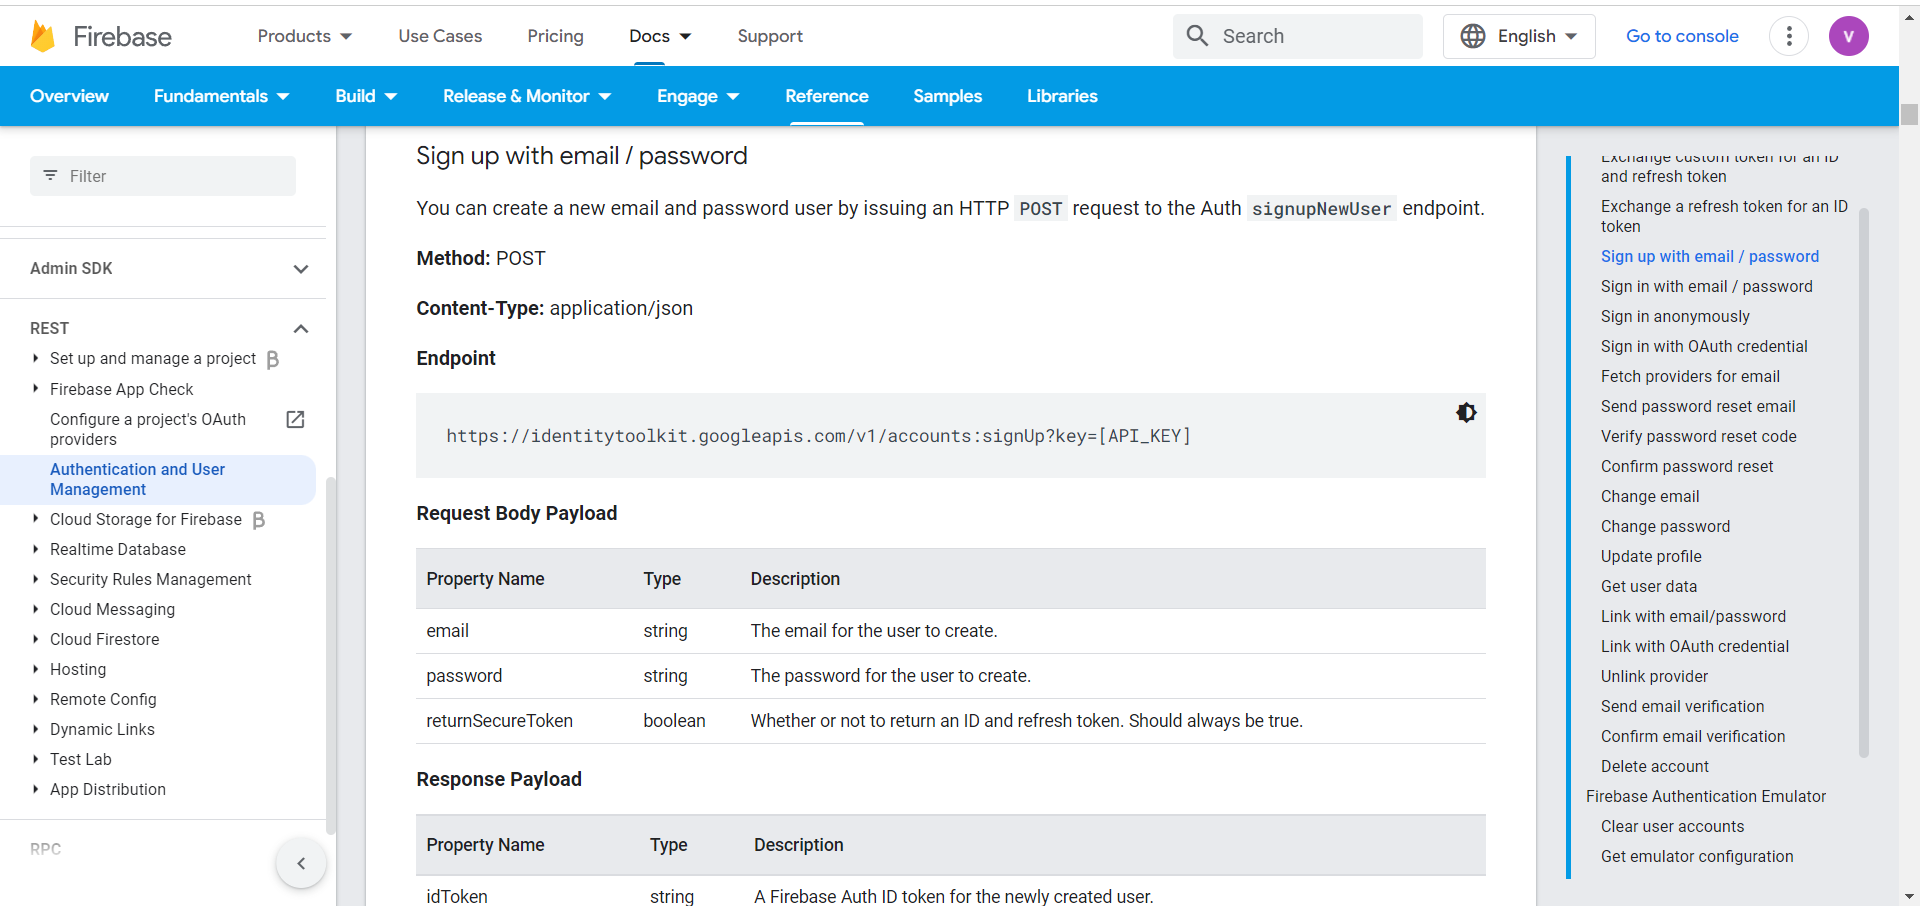 Firebase
Products
Use Cases
Pricing
Docs
Support
Search
English
Go to console
V
Overview
Fundamentals
Build
Release & Monitor
Engage
Reference
Samples
Libraries
Filter
Admin SDK
REST
Set up and manage a project β
Firebase App Check
Configure a project's OAuth
providers
Authentication and User
Management
Cloud Storage for Firebase β
Realtime Database
Security Rules Management
Cloud Messaging
Cloud Firestore
Hosting
Remote Config
Dynamic Links
Test Lab
App Distribution
RPC
Sign up with email / password
You can create a new email and password user by issuing an HTTP POST request to the Auth signupNewUser endpoint.
Method: POST
Content-Type: application/json
Endpoint
https://identitytoolkit.googleapis.com/v1/accounts:signUp?key=[API_KEY]
Request Body Payload
Property Name Type Description
email string The email for the user to create.
password string The password for the user to create.
returnSecureToken boolean Whether or not to return an ID and refresh token. Should always be true.
Response Payload
Property Name Type Description
idToken string A Firebase Auth ID token for the newly created user.
Exchange custom token for an ID
and refresh token
Exchange a refresh token for an ID
token
Sign up with email / password
Sign in with email / password
Sign in anonymously
Sign in with OAuth credential
Fetch providers for email
Send password reset email
Verify password reset code
Confirm password reset
Change email
Change password
Update profile
Get user data
Link with email/password
Link with OAuth credential
Unlink provider
Send email verification
Confirm email verification
Delete account
Firebase Authentication Emulator
Clear user accounts
Get emulator configuration